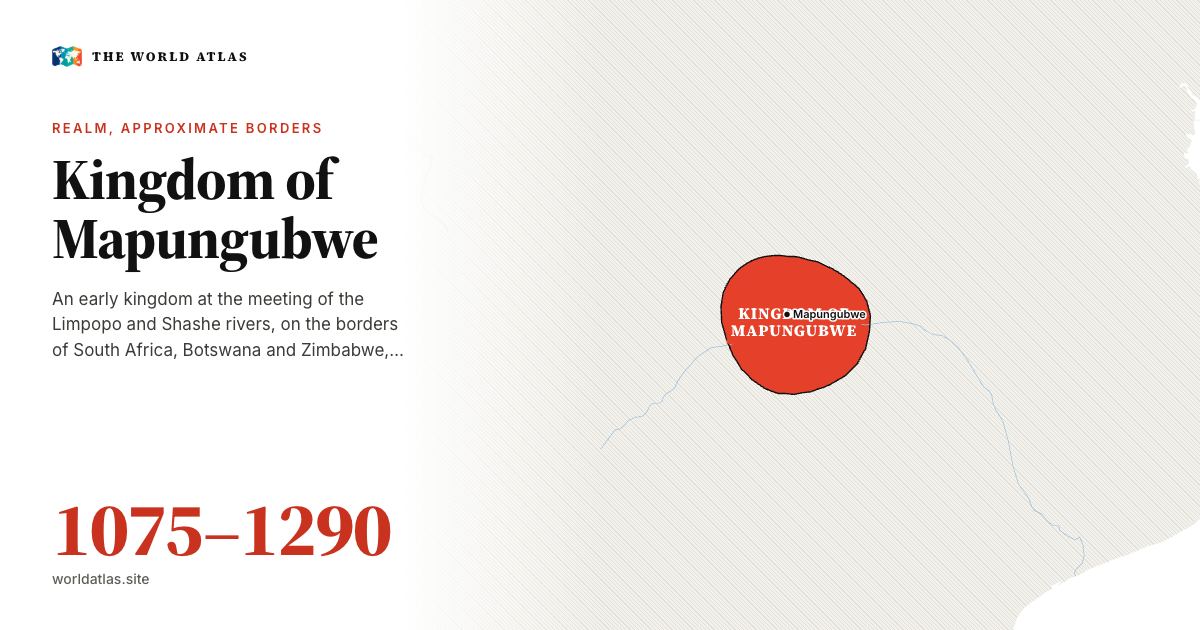 THE WORLD ATLAS
REALM, APPROXIMATE BORDERS
Kingdom of
Mapungubwe
An early kingdom at the meeting of the
Limpopo and Shashe rivers, on the borders
of South Africa, Botswana and Zimbabwe,...
1075–1290
worldatlas.site
Mapungubwe
MAPUNGUBWE